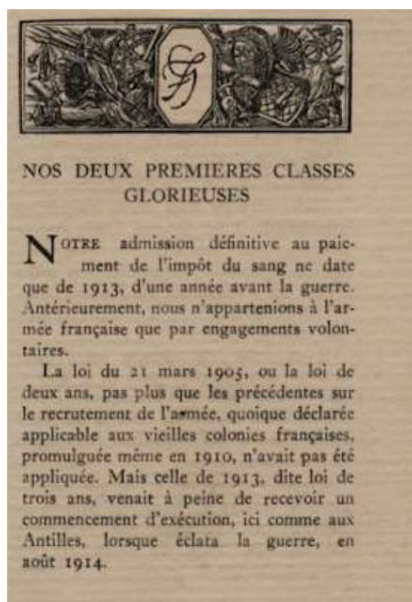 NOS DEUX PREMIERES CLASSES
GLORIEUSES
NOTRE admission définitive au paie-
ment de l'impôt du sang ne date
que de 1913, d'une année avant la guerre.
Antérieurement, nous n'appartenions à l'ar-
mée française que par engagements volon-
taires.
La loi du 21 mars 1905, ou la loi de
deux ans, pas plus que les précédentes sur
le recrutement de l'armée, quoique déclarée
applicable aux vieilles colonies françaises,
promulguée même en 1910, n'avait pas été
appliquée. Mais celle de 1913, dite loi de
trois ans, venait à peine de recevoir un
commencement d'exécution, ici comme aux
Antilles, lorsque éclata la guerre, en
août 1914.